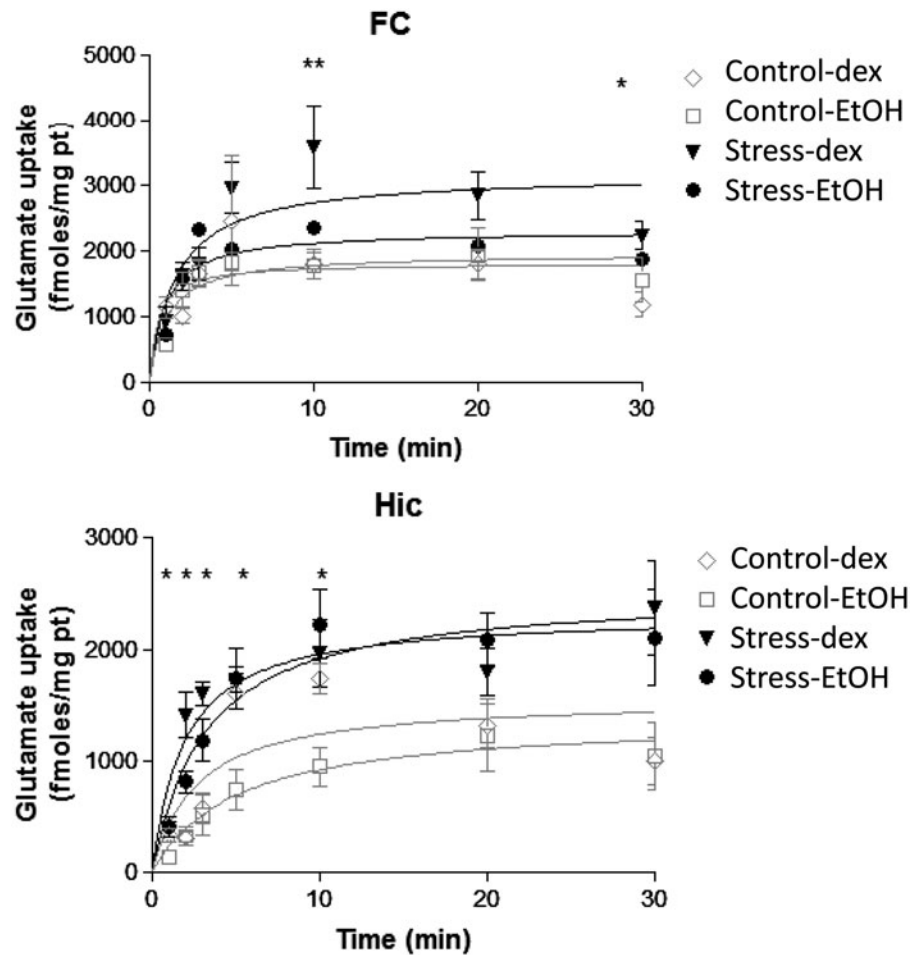 FC
5000
4000
3000
2000
1000
0
Glutamate uptake
(fmoles/mg pt)
** *
0 10 20 30
Time (min)
Control-dex
Control-EtOH
Stress-dex
Stress-EtOH
Hic
3000
2000
1000
0
Glutamate uptake
(fmoles/mg pt)
* * * * *
0 10 20 30
Time (min)
Control-dex
Control-EtOH
Stress-dex
Stress-EtOH